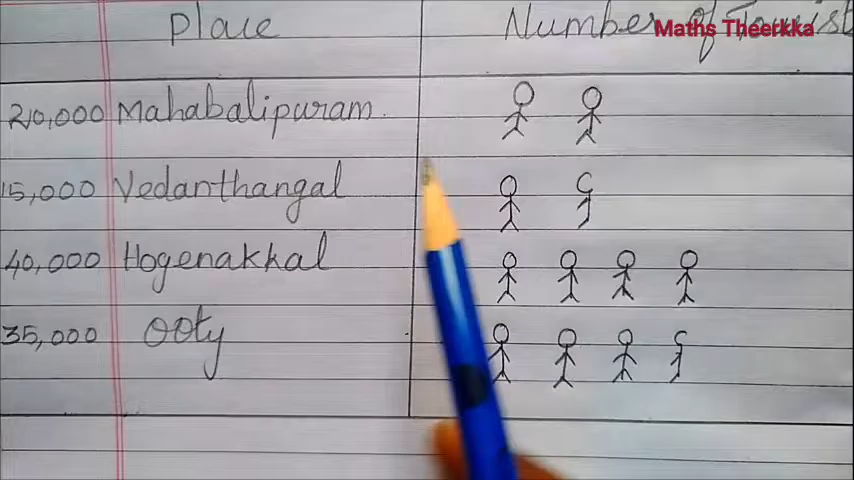 Place Number of Tourist
Maths Theerkka
20,000 Mahabalipuram.
15,000 Vedanthangal
40,000 Hogenakkal
35,000 Ooty